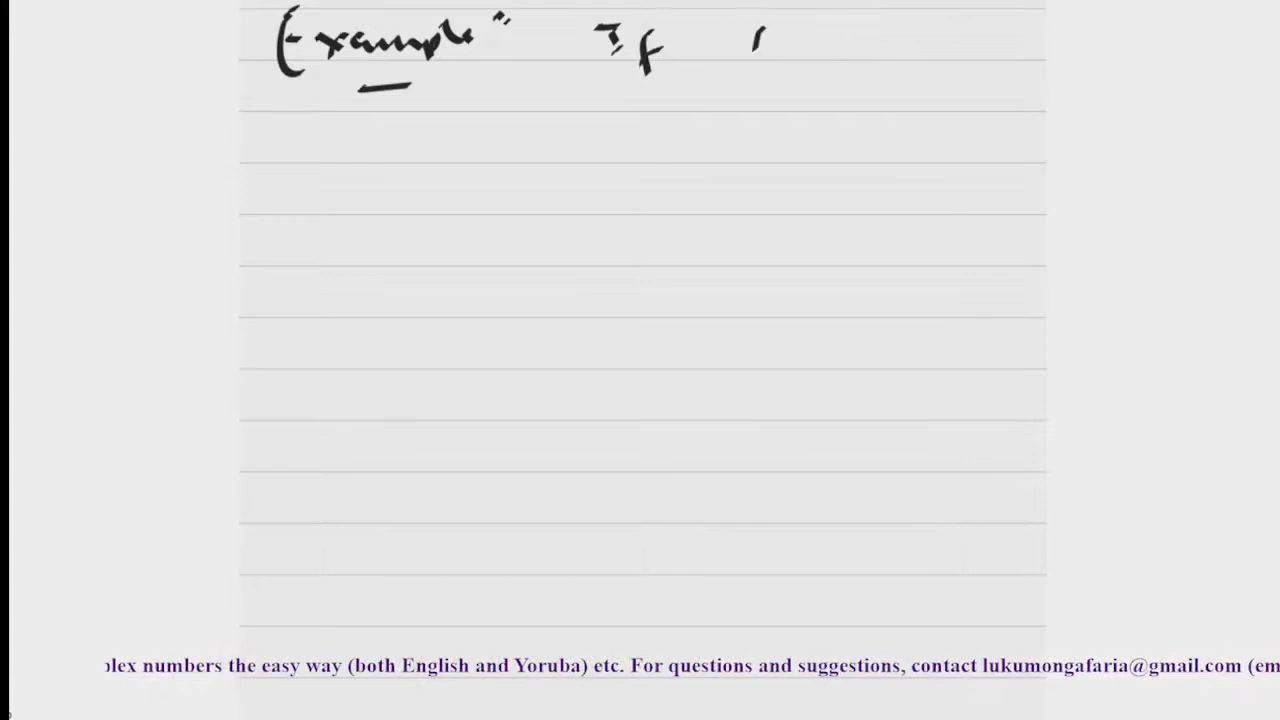 Example" If
plex numbers the easy way (both English and Yoruba) etc. For questions and suggestions, contact lukumongafaria@gmail.com (em